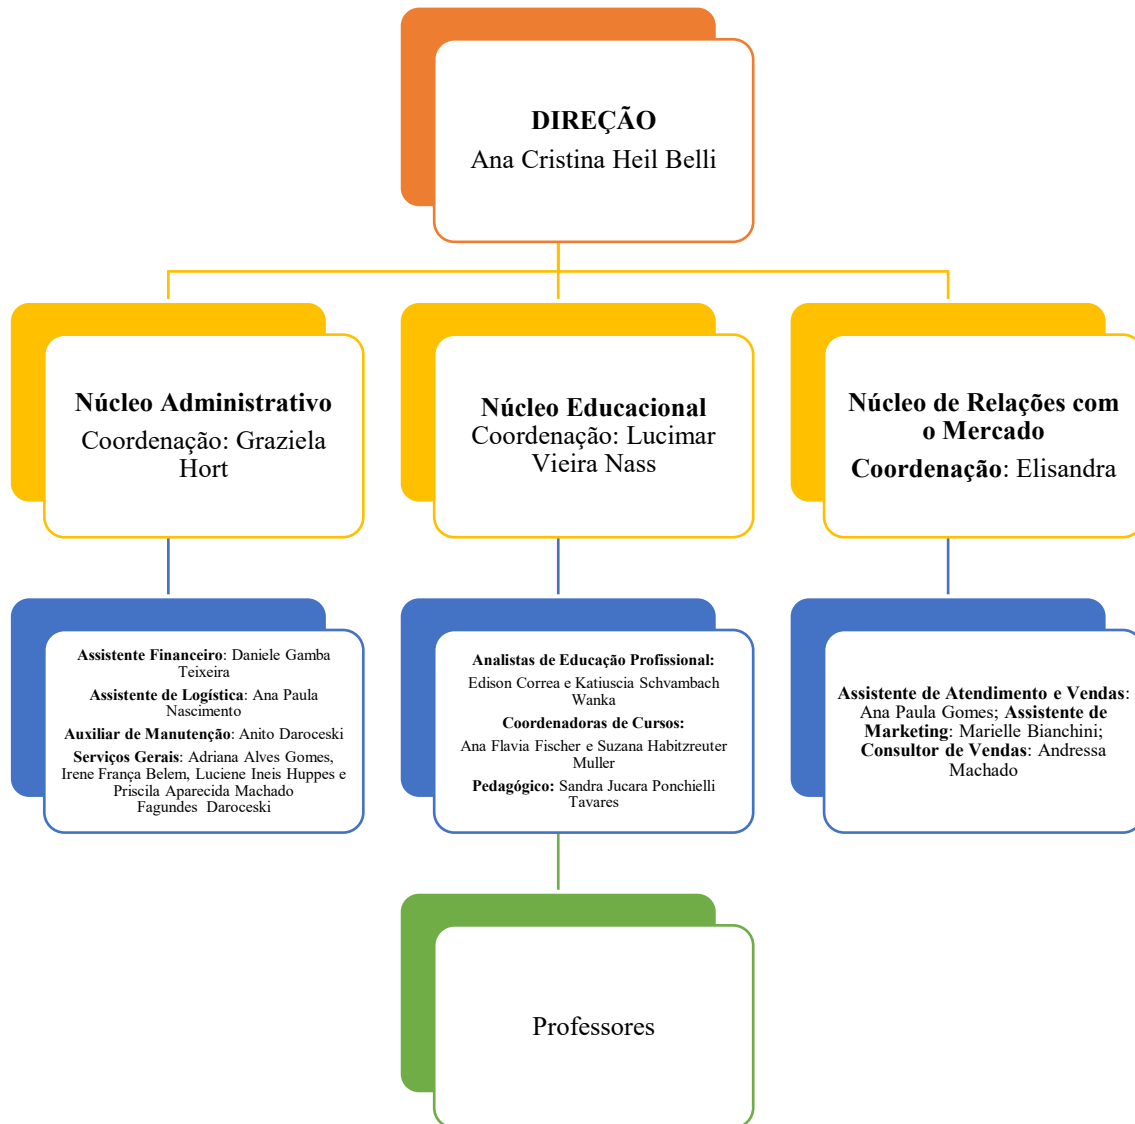 DIREÇÃO
Ana Cristina Heil Belli
Núcleo Administrativo
Coordenação: Graziela
Hort
Núcleo Educacional
Coordenação: Lucimar
Vieira Nass
Núcleo de Relações com
o Mercado
Coordenação: Elisandra
Assistente Financeiro: Daniele Gamba
Teixeira
Assistente de Logística: Ana Paula
Nascimento
Auxiliar de Manutenção: Anito Daroceski
Serviços Gerais: Adriana Alves Gomes,
Irene França Belem, Luciene Ineis Huppes e
Priscila Aparecida Machado
Fagundes Daroceski
Analistas de Educação Profissional:
Edison Correa e Katiuscia Schvambach
Wanka
Coordenadoras de Cursos:
Ana Flavia Fischer e Suzana Habitzreuter
Muller
Pedagógico: Sandra Jucara Ponchielli
Tavares
Assistente de Atendimento e Vendas:
Ana Paula Gomes; Assistente de
Marketing: Marielle Bianchini;
Consultor de Vendas: Andressa
Machado
Professores